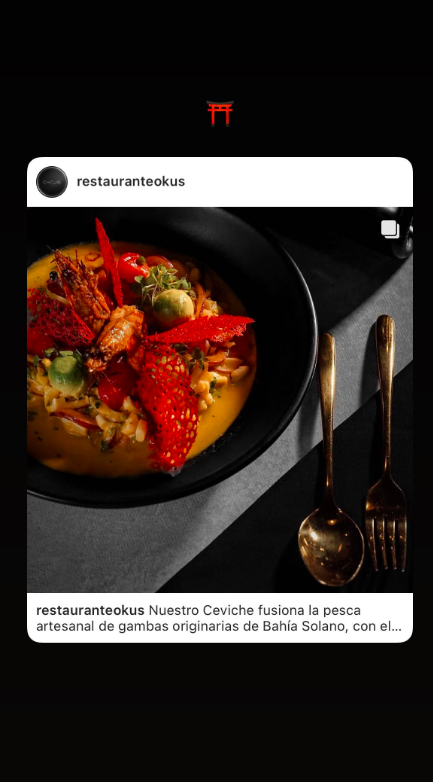 restauranteokus
restauranteokus Nuestro Ceviche fusiona la pesca
artesanal de gambas originarias de Bahía Solano, con el...